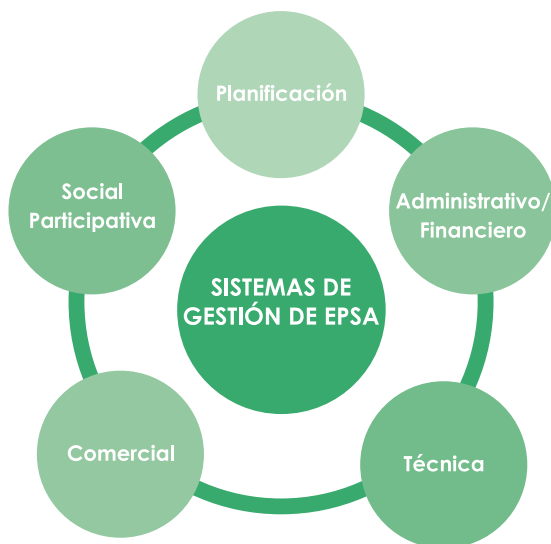 Planificación
Social
Participativa
Administrativo/
Financiero
SISTEMAS DE
GESTIÓN DE EPSA
Comercial
Técnica